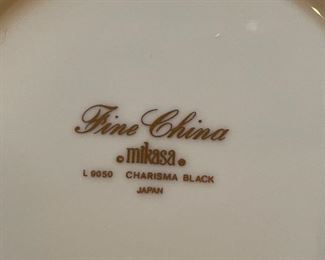 Fine China
mikasa
L 9050 CHARISMA BLACK
JAPAN